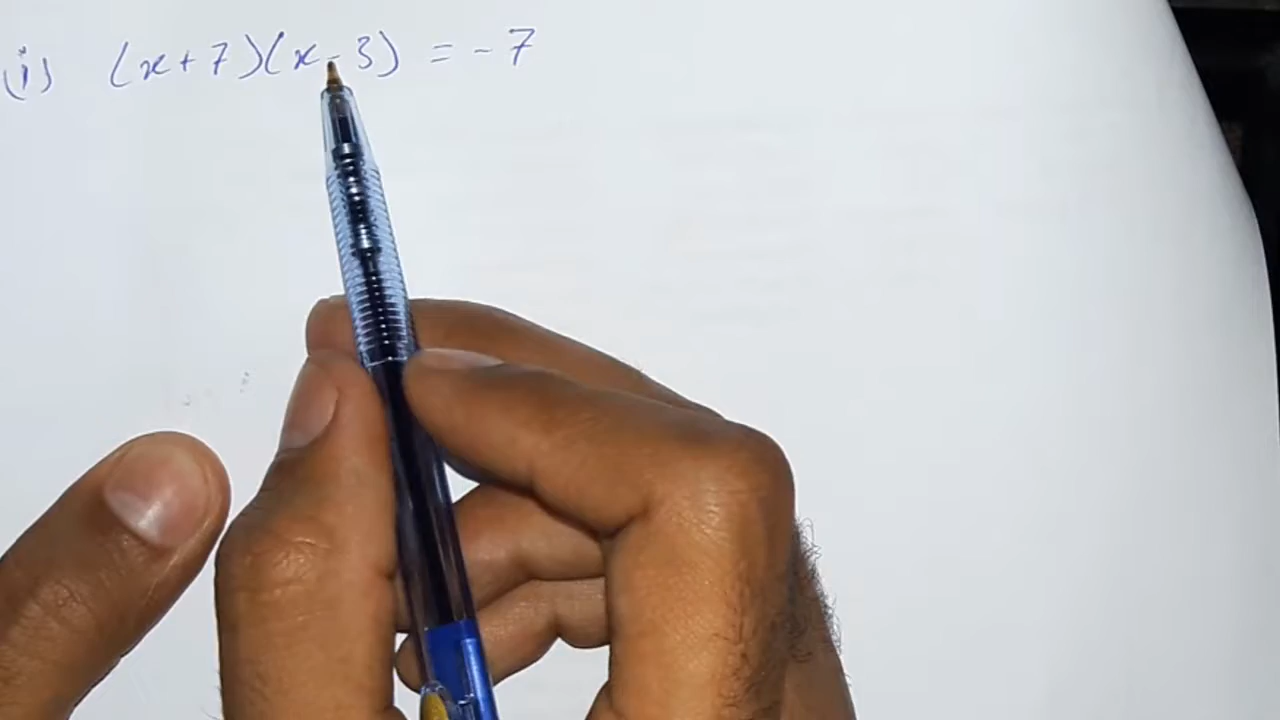 (i) (x+7)(x-3) = -7